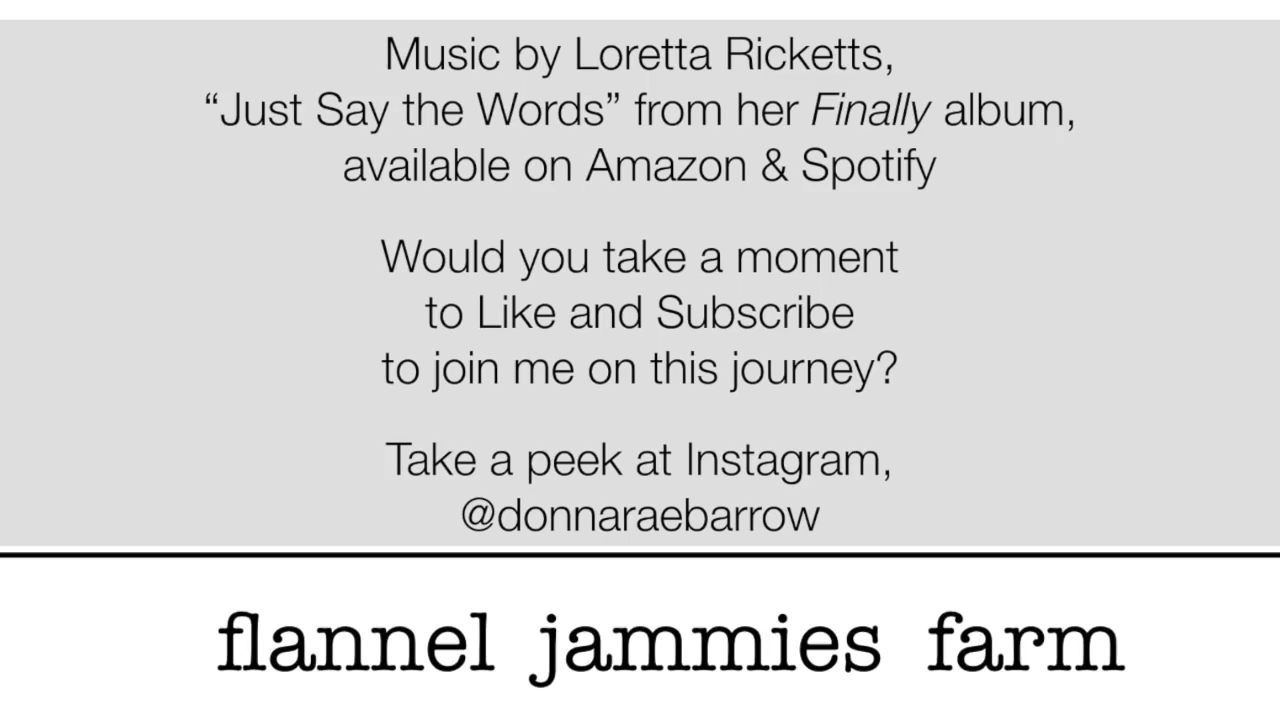 Music by Loretta Ricketts,
“Just Say the Words” from her Finally album,
available on Amazon & Spotify
Would you take a moment
to Like and Subscribe
to join me on this journey?
Take a peek at Instagram,
@donnaraebarrow
flannel jammies farm